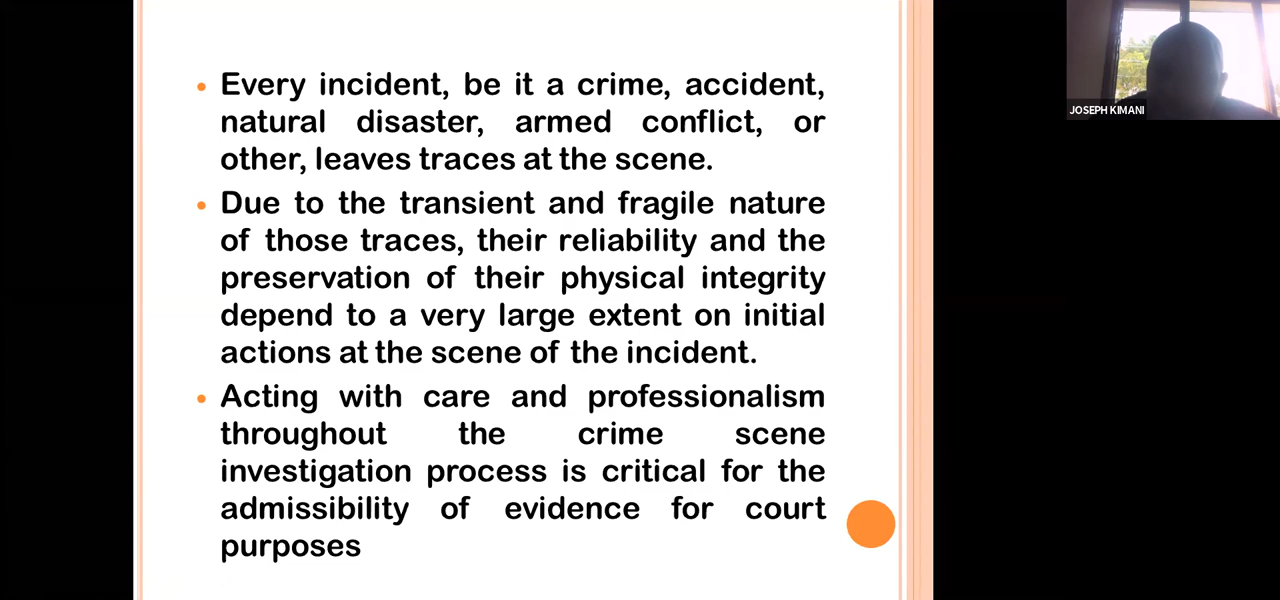 • Every incident, be it a crime, accident,
natural disaster, armed conflict, or
other, leaves traces at the scene.
• Due to the transient and fragile nature
of those traces, their reliability and the
preservation of their physical integrity
depend to a very large extent on initial
actions at the scene of the incident.
• Acting with care and professionalism
throughout the crime scene
investigation process is critical for the
admissibility of evidence for court
purposes
JOSEPH KIMANI